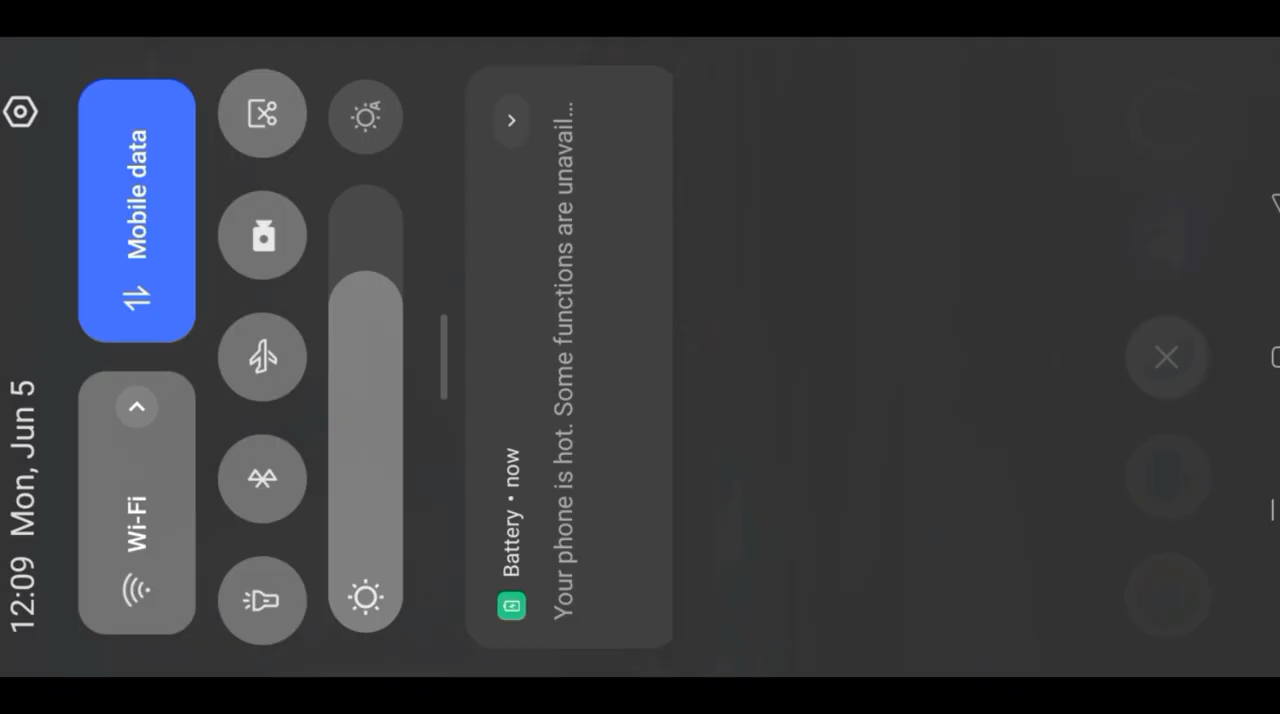 12:09 Mon, Jun 5
Wi-Fi
Mobile data
Battery • now
Your phone is hot. Some functions are unavail...